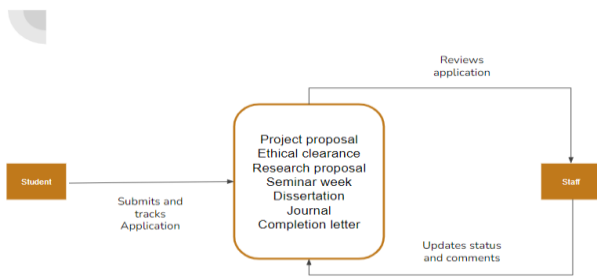 Reviews
application
Project proposal
Ethical clearance
Research proposal
Seminar week
Dissertation
Journal
Completion letter
Student
Staff
Submits and
tracks
Application
Updates status
and comments